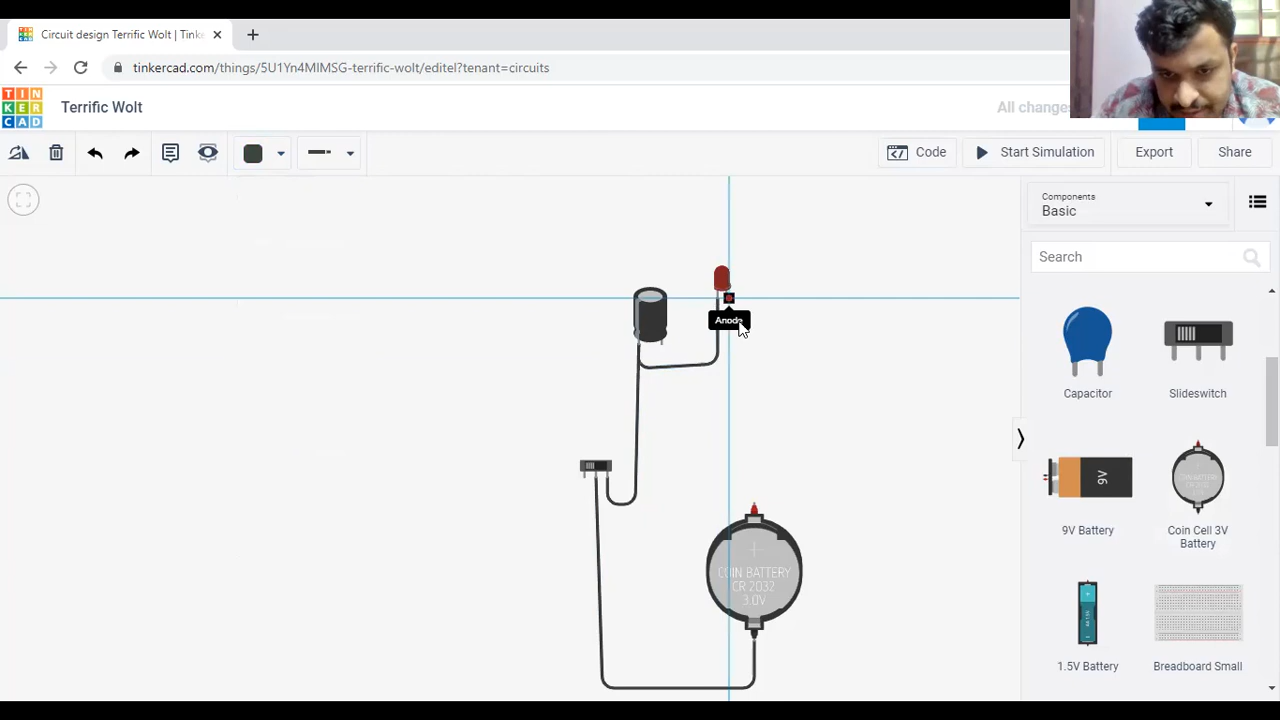 Circuit design Terrific Wolt | Tink
tinkercad.com/things/5U1Yn4MIMSG-terrific-wolt/editel?tenant=circuits
TIN
KER
CAD
Terrific Wolt
All changes
Code
Start Simulation
Export
Share
Components
Basic
Search
Anode
Capacitor
Slideswitch
9V
9V Battery
Coin Cell 3V
Battery
COIN BATTERY
CR 2032
3.0V
1.5V Battery
Breadboard Small